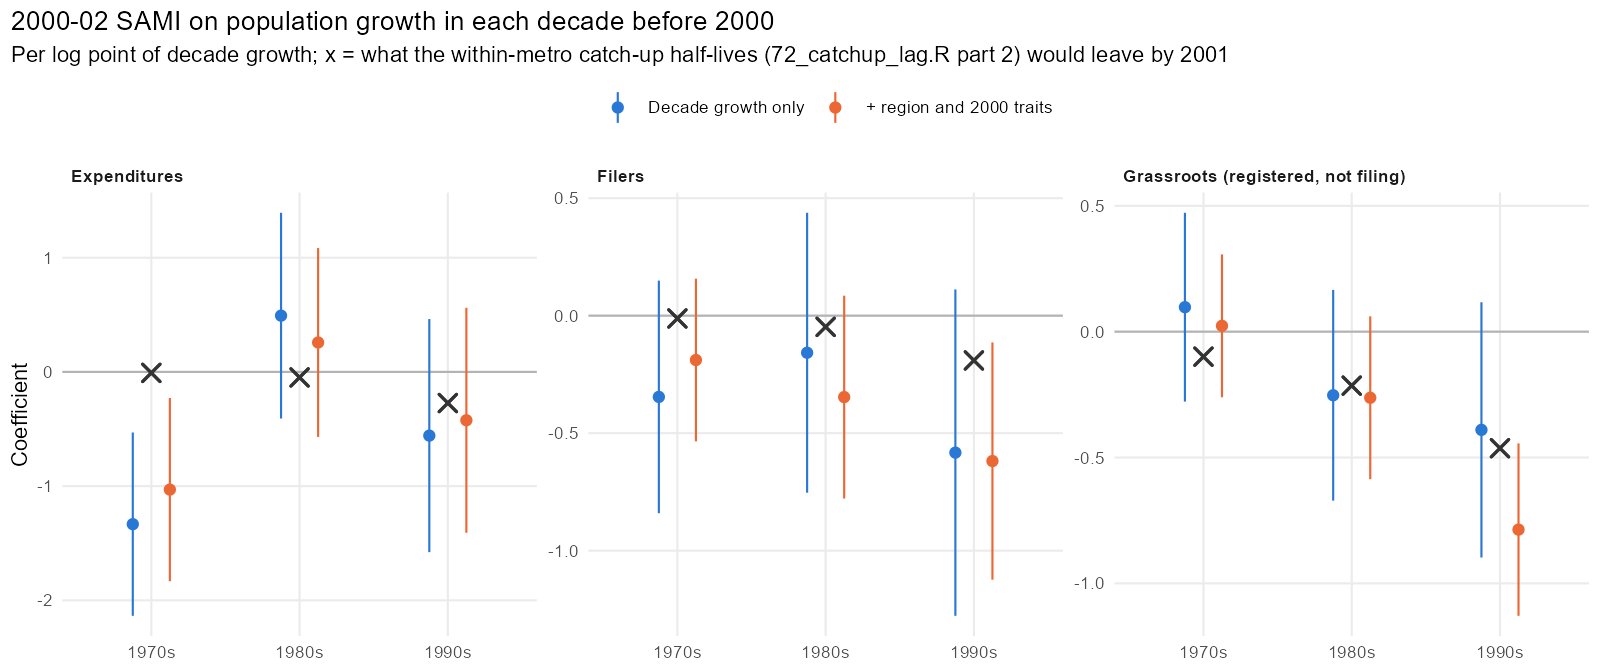 2000-02 SAMI on population growth in each decade before 2000
Per log point of decade growth; x = what the within-metro catch-up half-lives (72_catchup_lag.R part 2) would leave by 2001
Decade growth only
+ region and 2000 traits
Expenditures
Coefficient
1
0
-1
-2
1970s
1980s
1990s
Filers
0.5
0.0
-0.5
-1.0
1970s
1980s
1990s
Grassroots (registered, not filing)
0.5
0.0
-0.5
-1.0
1970s
1980s
1990s